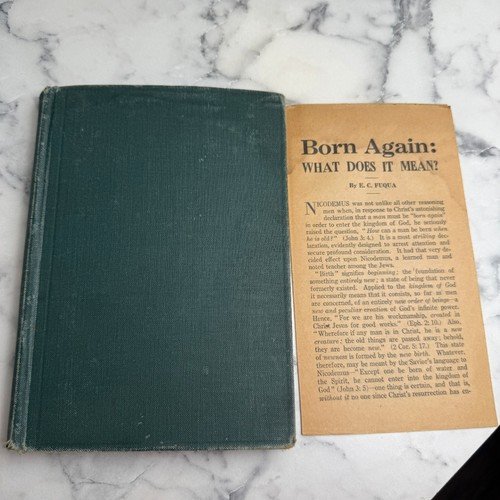 Born Again:
WHAT DOES IT MEAN?
By E. C. FUQUA
NICODEMUS was not unlike all other reasoning
men when, in response to Christ's astonishing
declaration that a man must be "born again"
in order to enter the kingdom of God, he seriously
raised the question, "How can a man be born when
he is old?" (John 3:4.) It is a most striking dec-
laration, evidently designed to arrest attention and
secure profound consideration. It had that very de-
cided effect upon Nicodemus, a learned man and
noted teacher among the Jews.
"Birth" signifies beginning; the foundation of
something entirely new; a state of being that never
formerly existed. Applied to the kingdom of God
it necessarily means that it consists, so far as men
are concerned, of an entirely new order of beings—a
new and peculiar creation of God's infinite power.
Hence, "For we are his workmanship, created in
Christ Jesus for good works." (Eph. 2:10.) Also,
"Wherefore if any man is in Christ, he is a new
creature: the old things are passed away; behold,
they are become new." (2 Cor. 5:17.) This state
of newness is formed by the new birth. Whatever,
therefore, may be meant by the Savior's language to
Nicodemus—"Except one be born of water and
the Spirit, he cannot enter into the kingdom of
God" (John 3:5)—one thing is certain, and that is,
without it no one since Christ's resurrection has en-